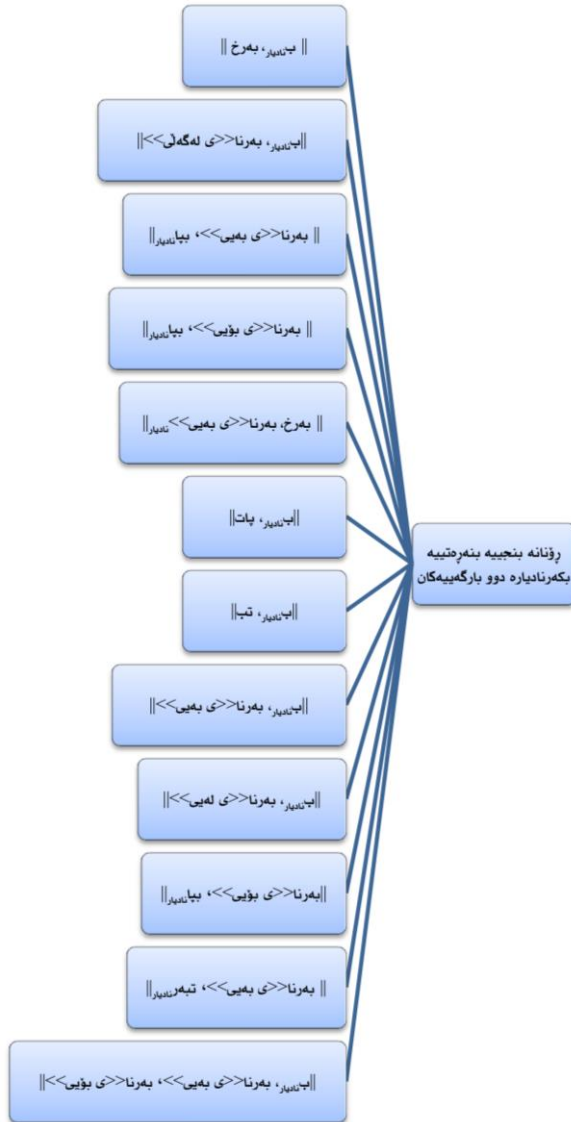 ڕۆنانە بنجییە بنەڕەتییە
بکەرنادیارە دوو بارگەییەکان
|| بنادیار، بەرخ ||
||بنادیار، بەرنا<<ی لەگەڵی>>||
|| بەرنا<<ی بەیی>>، بپانادیار||
|| بەرنا<<ی بۆیی>>، بپانادیار||
|| بەرخ، بەرنا<<ی بەیی>>نادیار||
||بنادیار، پات||
||بنادیار، تب||
||بنادیار، بەرنا<<ی بەیی>>||
||بنادیار، بەرنا<<ی لەیی>>||
||بەرنا<<ی بۆیی>>، بپانادیار||
|| بەرنا<<ی بەیی>>، تبەرنادیار||
||بنادیار، بەرنا<<ی بەیی>>، بەرنا<<ی بۆیی>>||